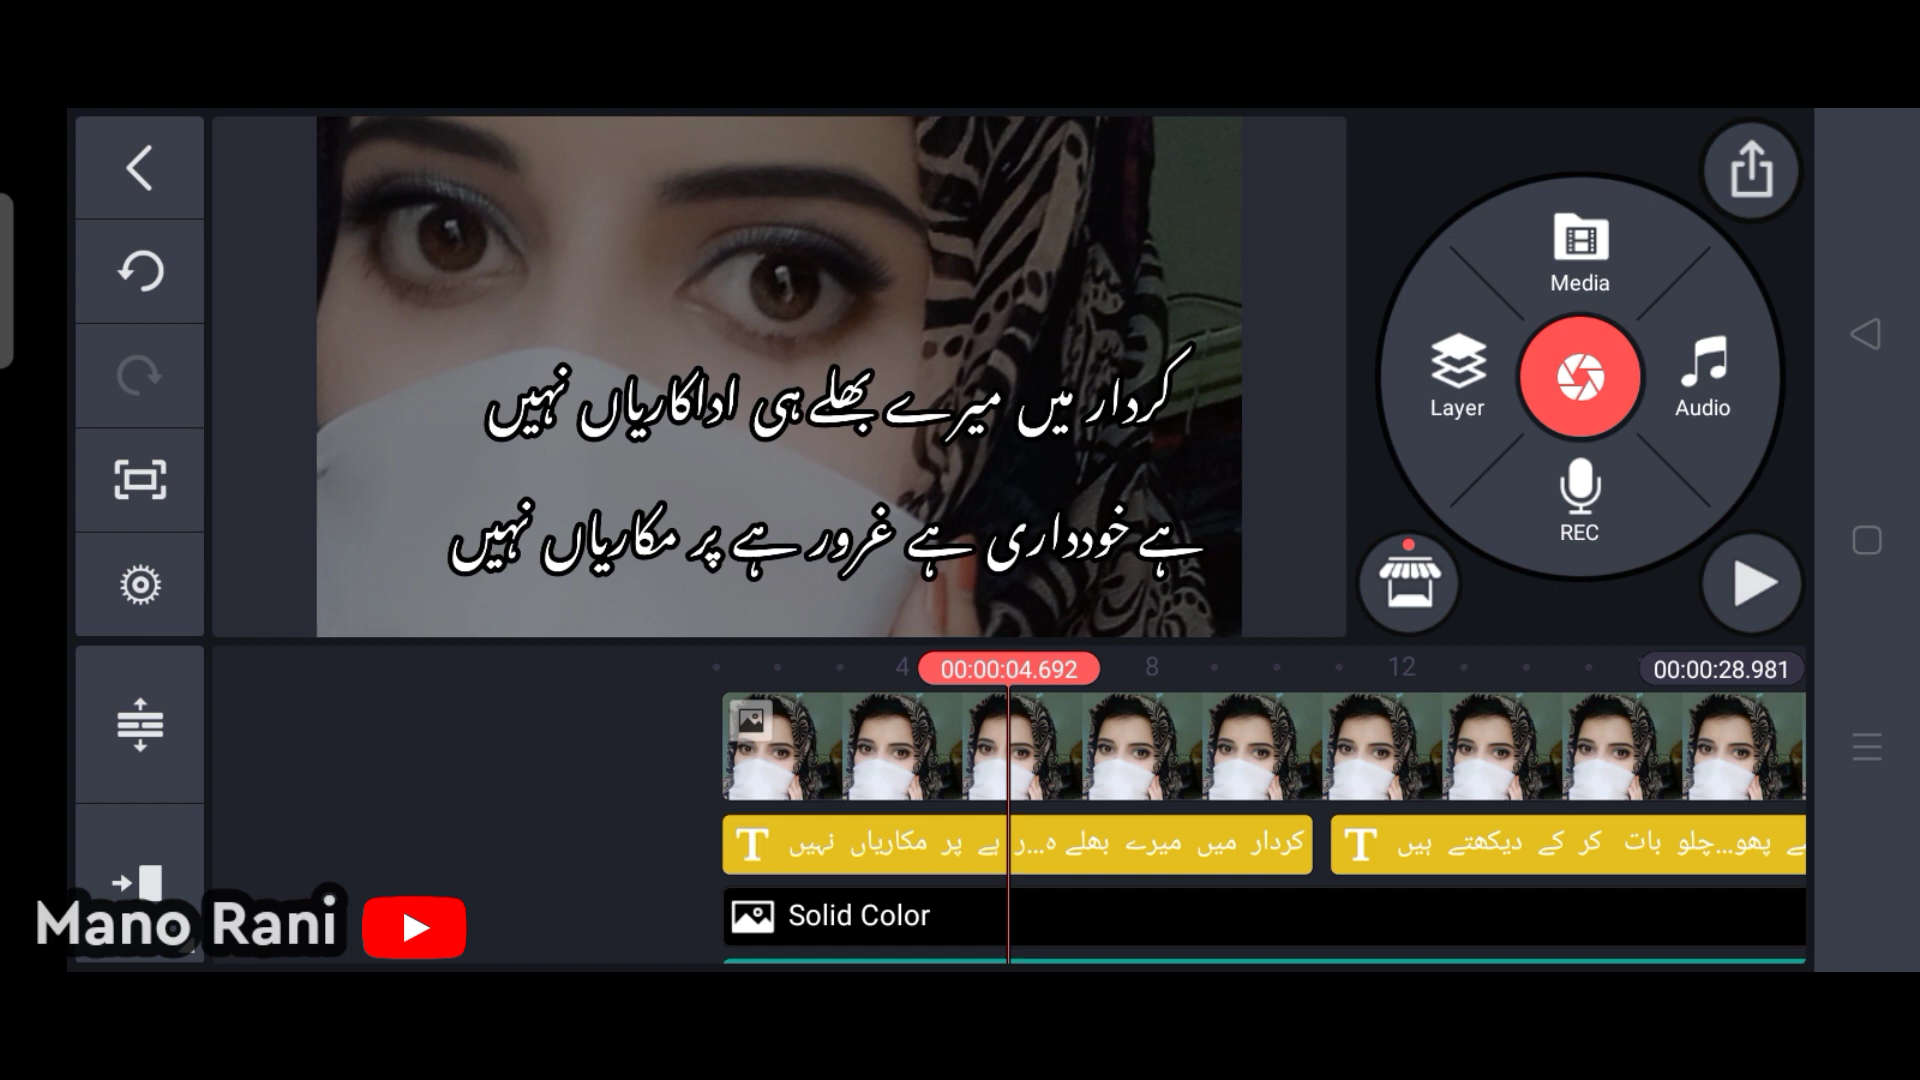 کردار میں میرے بھلے ہی اداکاریاں نہیں
ہے خودداری ہے غرور ہے پر مکاریاں نہیں
Media
Layer
Audio
REC
4
00:00:04.692
8
12
00:00:28.981
کردار میں میرے بھلے ہ...ر ہے پر مکاریاں نہیں
چلو بات کر کے دیکھتے ہیں...پھو
Solid Color
Mano Rani